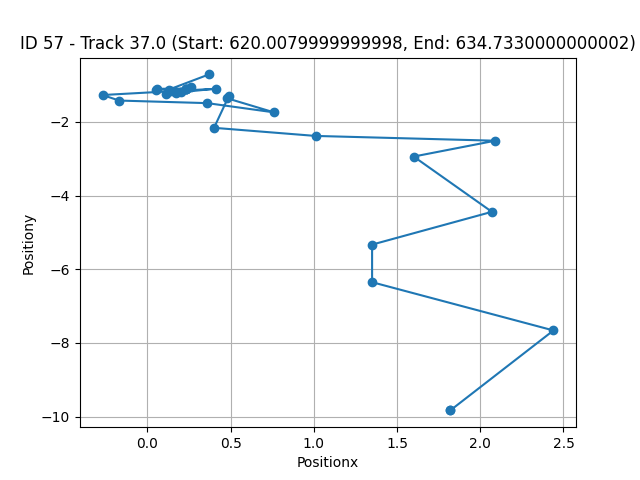 ID 57 - Track 37.0 (Start: 620.0079999999998, End: 634.7330000000002)
−2
−4
−6
−8
−10
Positiony
0.0 0.5 1.0 1.5 2.0 2.5
Positionx